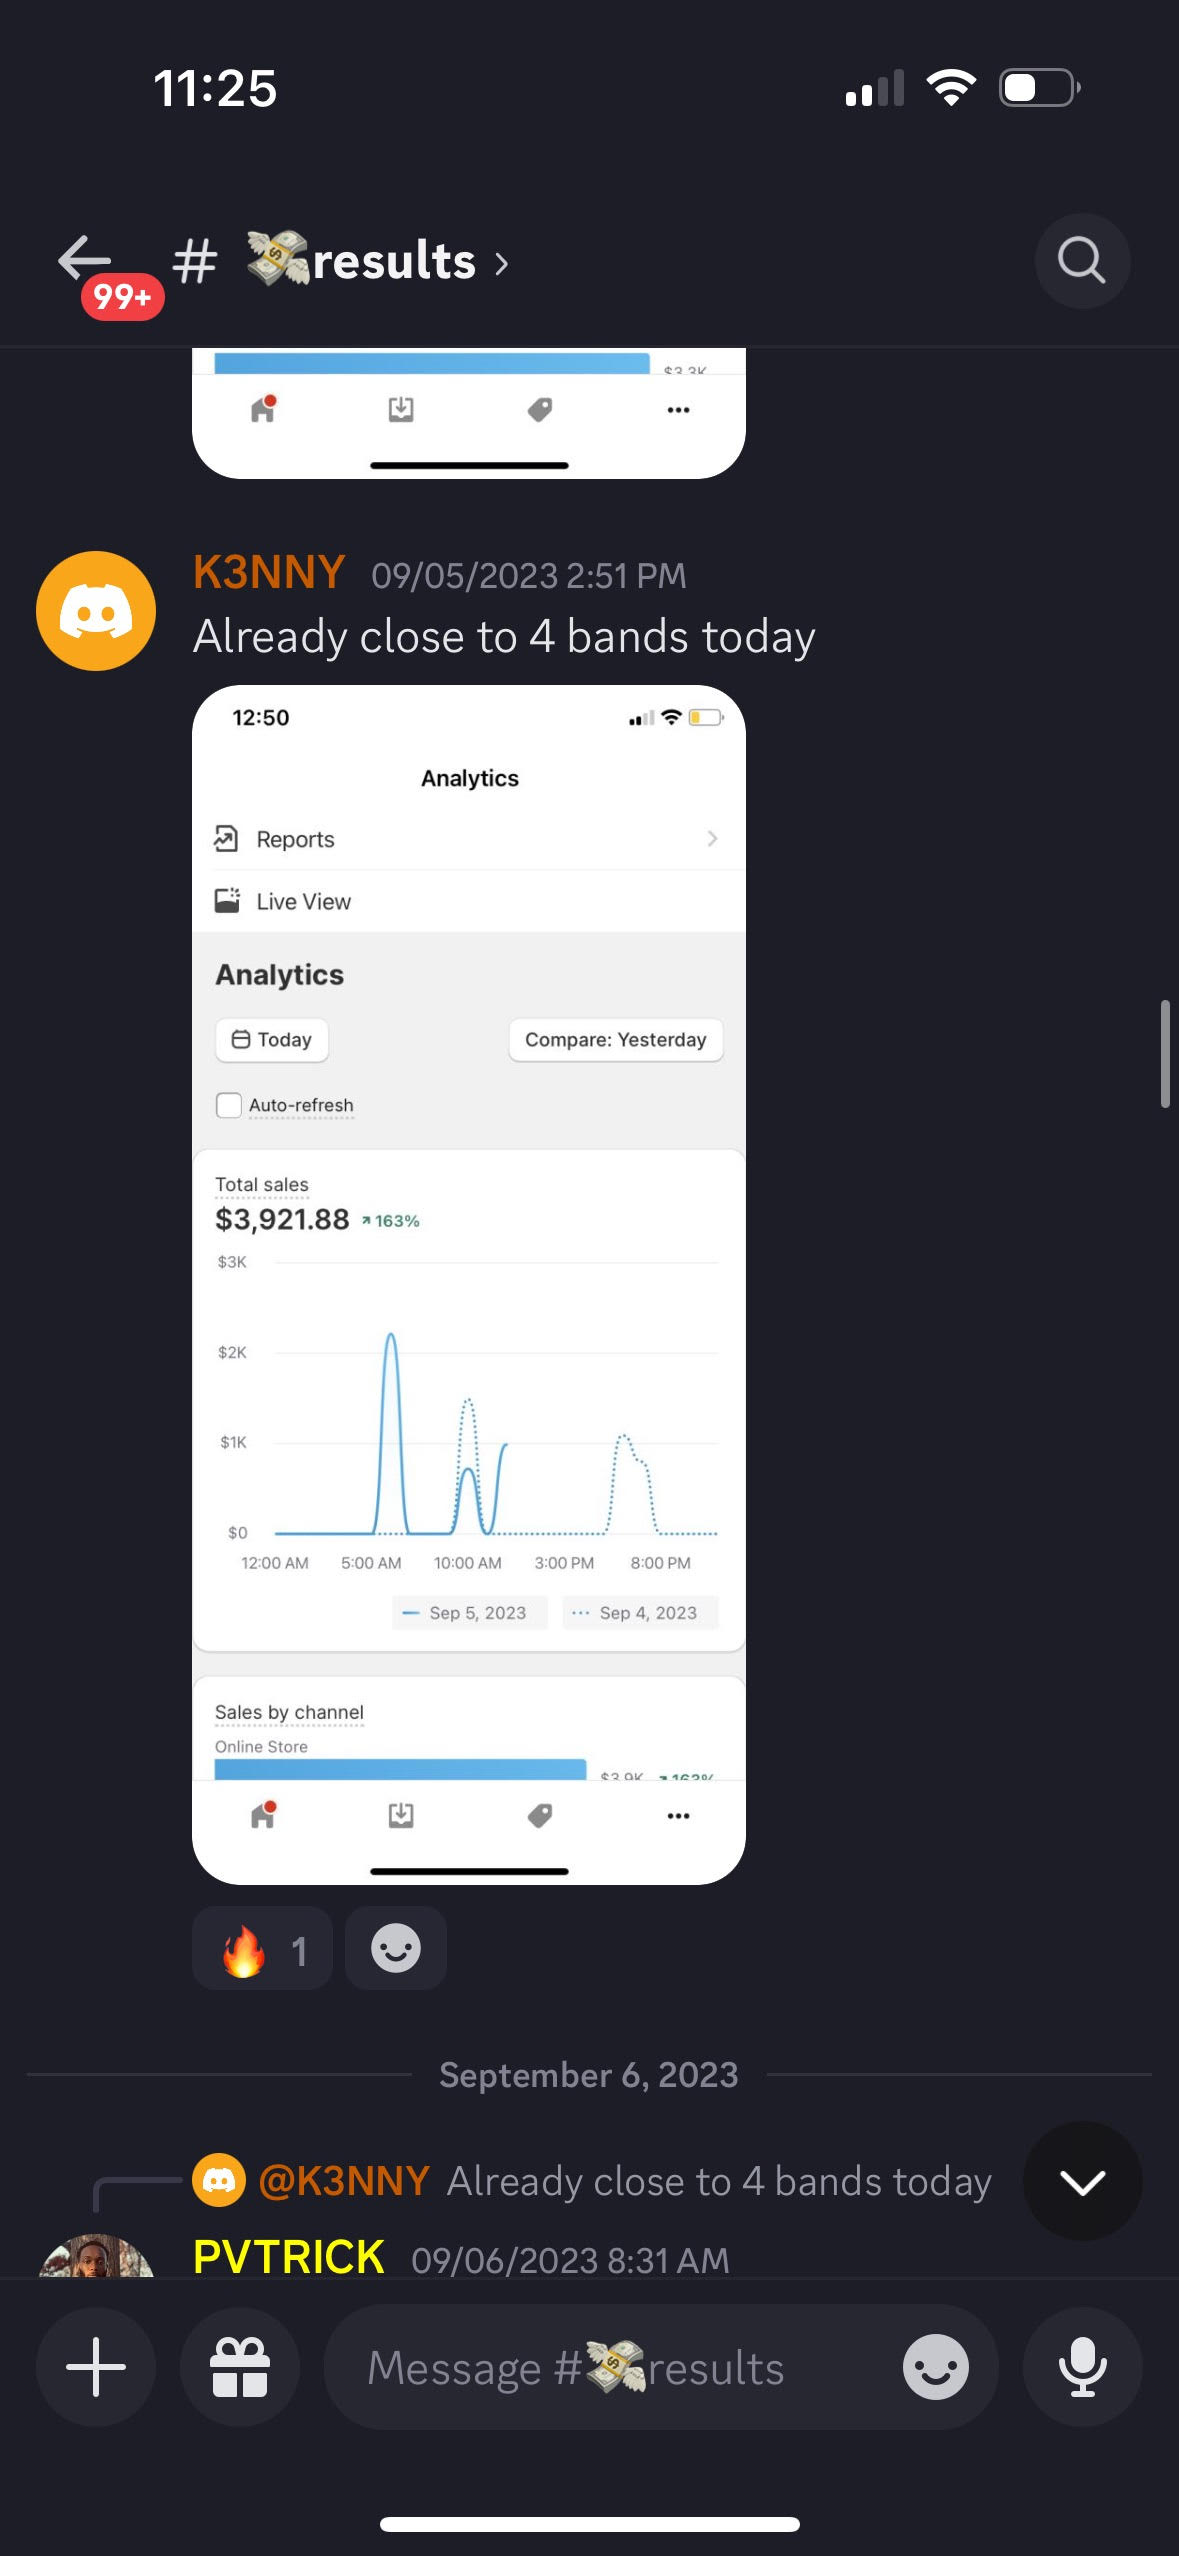 11:25
99+
# 💸results ›
$3.3K
K3NNY 09/05/2023 2:51 PM
Already close to 4 bands today
12:50
Analytics
Reports
Live View
Analytics
Today
Compare: Yesterday
Auto-refresh
Total sales
$3,921.88 ↗ 163%
$3K
$2K
$1K
$0
12:00 AM 5:00 AM 10:00 AM 3:00 PM 8:00 PM
Sep 5, 2023 Sep 4, 2023
Sales by channel
Online Store
$3.9K ↗ 163%
🔥 1
September 6, 2023
@K3NNY Already close to 4 bands today
PVTRICK 09/06/2023 8:31 AM
Message #💸results